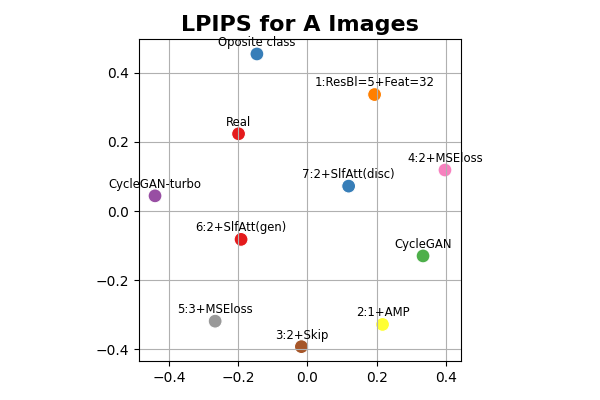 LPIPS for A Images
Oposite class
0.4
1:ResBl=5+Feat=32
0.2
Real
4:2+MSEloss
7:2+SlfAtt(disc)
CycleGAN-turbo
0.0
6:2+SlfAtt(gen)
CycleGAN
−0.2
5:3+MSEloss
2:1+AMP
3:2+Skip
−0.4
−0.4 −0.2 0.0 0.2 0.4